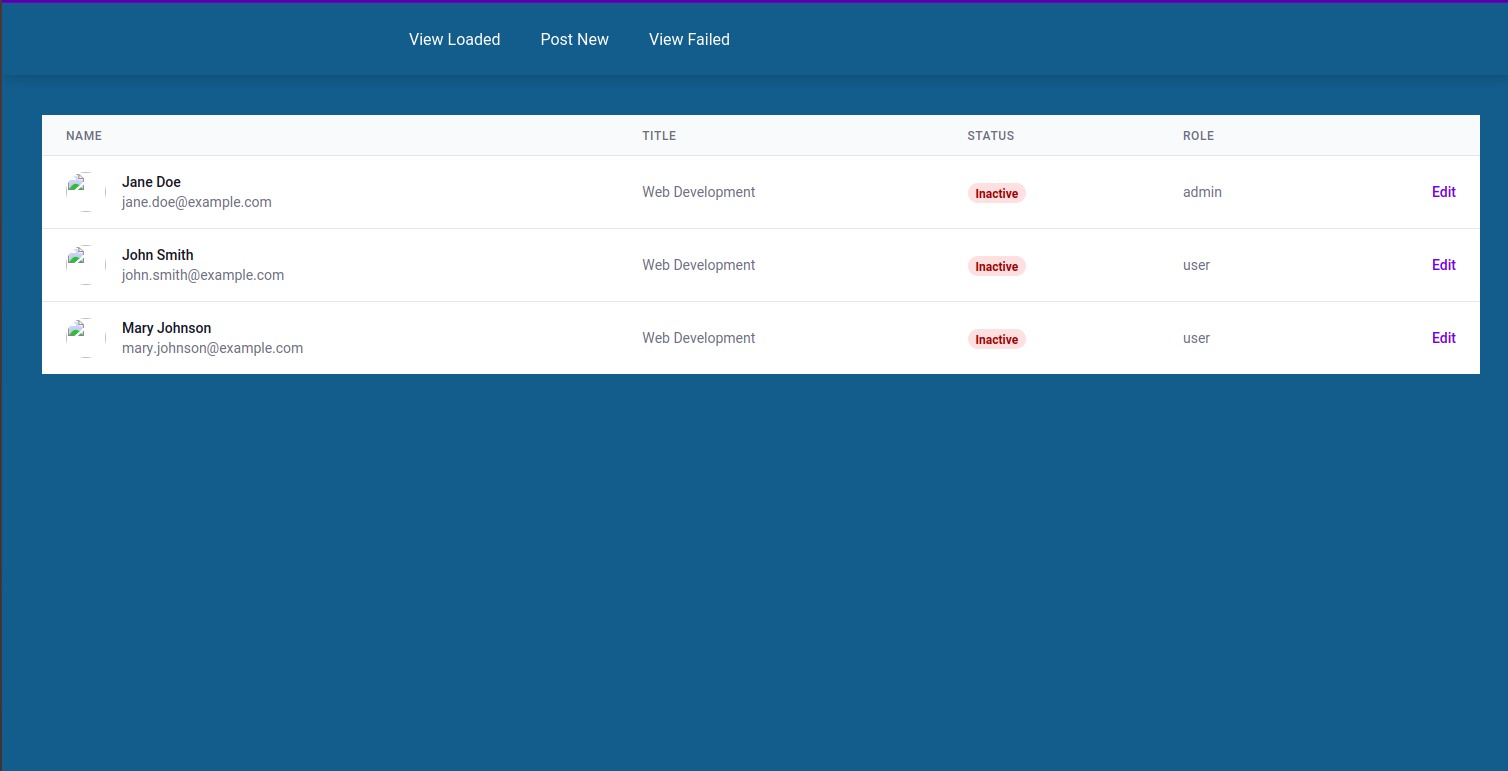 View Loaded Post New View Failed
NAME TITLE STATUS ROLE
Jane Doe
jane.doe@example.com
Web Development Inactive admin Edit
John Smith
john.smith@example.com
Web Development Inactive user Edit
Mary Johnson
mary.johnson@example.com
Web Development Inactive user Edit